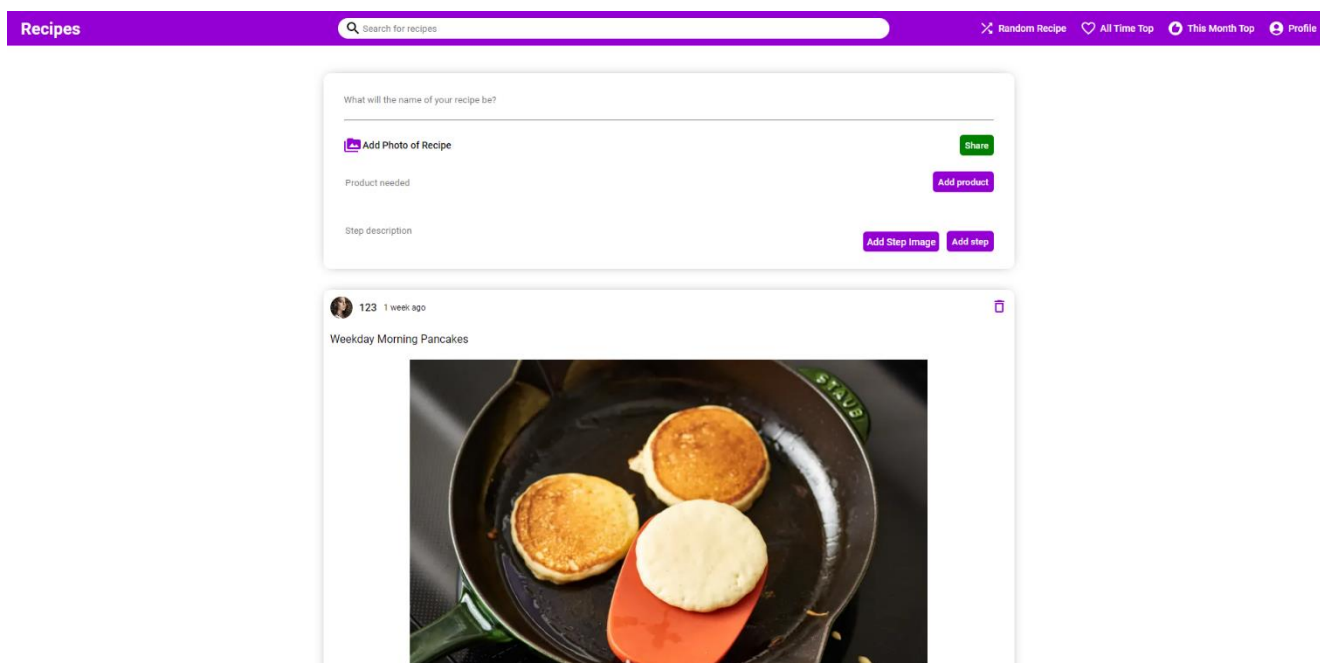 Recipes
Search for recipes
Random Recipe
All Time Top
This Month Top
Profile
What will the name of your recipe be?
Add Photo of Recipe
Share
Product needed
Add product
Step description
Add Step Image
Add step
123 1 week ago
Weekday Morning Pancakes
STAUB